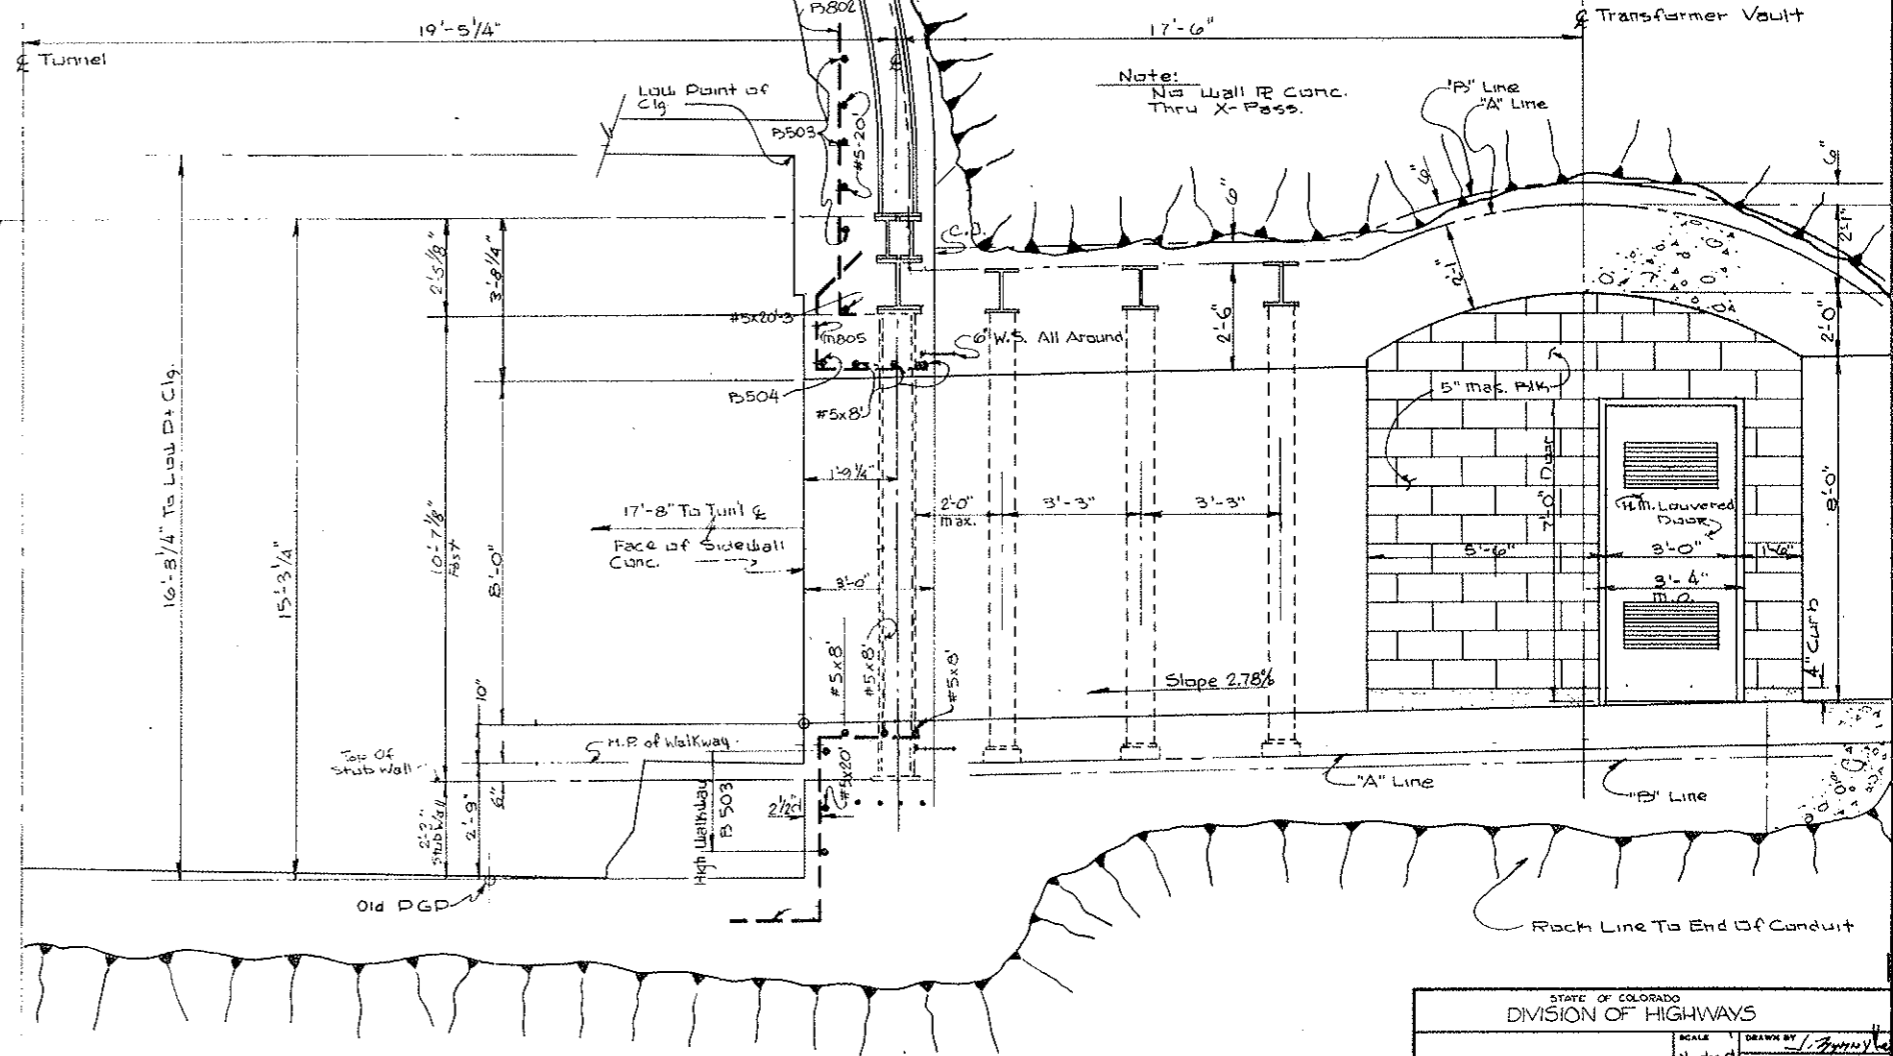 B802
℄ Transformer Vault
19'-5 1/4"
17'-6"
℄ Tunnel
Note:
No Wall R Conc.
Thru X-Pass.
Low Point of
Clg.
"B" Line
"A" Line
B503
#5-20'
6"
6"
6"
C.J.
2'-5 1/8"
3'-8 1/4"
2'-1"
2'-1"
2'-0"
2'-6"
#5x20'-3
M805
6" W.S. All Around
B504
#5x8'
5" Mas. Blk
16'-3 1/4" To Low Pt Clg.
15'-3 1/4"
10'-7 7/8"
Post
8'-0"
1'-9 1/4"
17'-8" To Tun'l ℄
Face of Sidewall
Conc.
2'-0"
max.
3'-3"
3'-3"
7'-0" Door
H.M. Louvered
Door
8'-0"
5'-6"
3'-0"
1'-6"
3'-4"
M.O.
3'-0"
4" Curb
#5x8'
#5x8'
#5x8'
Slope 2.78%
10"
H.P. of Walkway
Top Of
Stub Wall
6"
2'-9"
2'-3"
Stub Wall
High Walkway
B503
2 1/2"cl
#5x20'
"A" Line
"B" Line
Old PGP
Rock Line To End Of Conduit
STATE OF COLORADO
DIVISION OF HIGHWAYS
SCALE
DRAWN BY